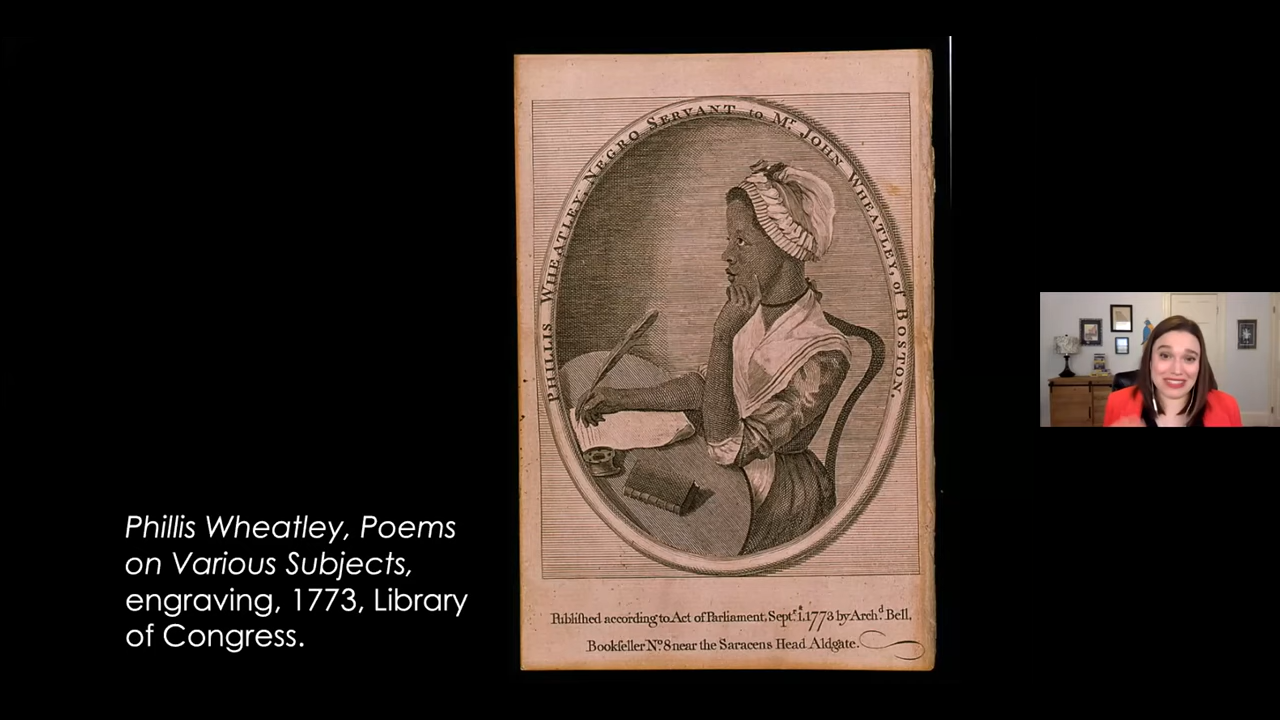 PHILLIS WHEATLEY, NEGRO SERVANT to Mr. JOHN WHEATLEY, of BOSTON.
Phillis Wheatley, Poems
on Various Subjects,
engraving, 1773, Library
of Congress.
Publiſhed according to Act of Parliament, Septr. 1, 1773 by Archd. Bell,
Bookſeller No. 8 near the Saracens Head Aldgate.